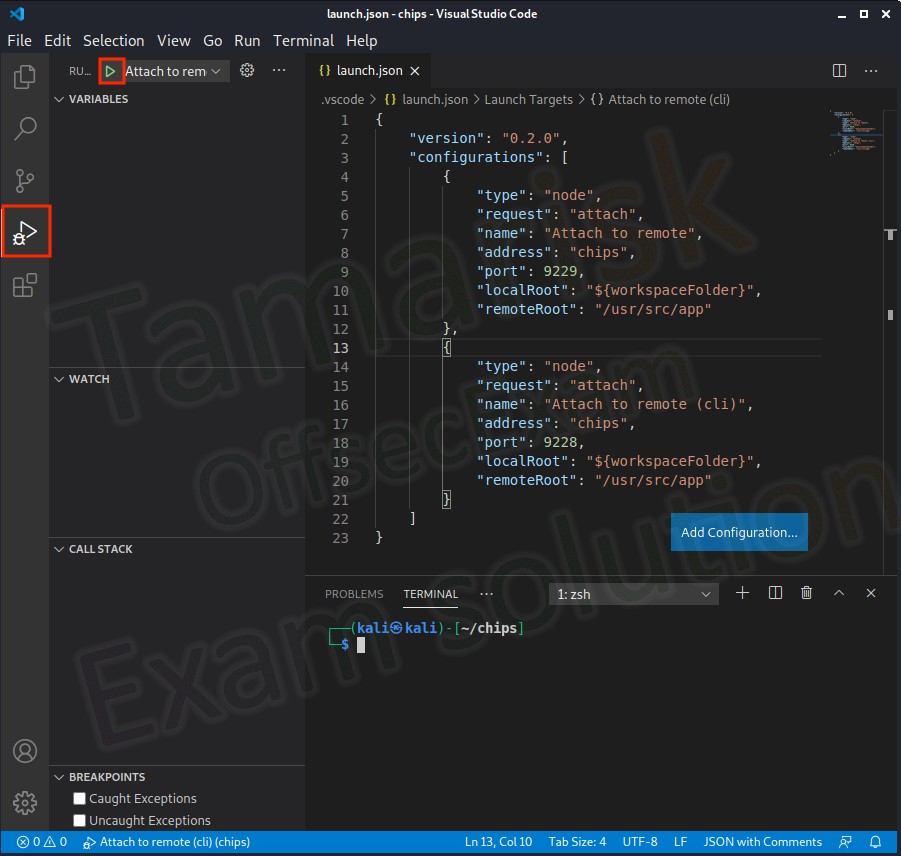 launch.json - chips - Visual Studio Code
File Edit Selection View Go Run Terminal Help
RU... Attach to rem
VARIABLES
WATCH
CALL STACK
BREAKPOINTS
Caught Exceptions
Uncaught Exceptions
{} launch.json
.vscode > {} launch.json > Launch Targets > {} Attach to remote (cli)
1 {
2 "version": "0.2.0",
3 "configurations": [
4 {
5 "type": "node",
6 "request": "attach",
7 "name": "Attach to remote",
8 "address": "chips",
9 "port": 9229,
10 "localRoot": "${workspaceFolder}",
11 "remoteRoot": "/usr/src/app"
12 },
13 {
14 "type": "node",
15 "request": "attach",
16 "name": "Attach to remote (cli)",
17 "address": "chips",
18 "port": 9228,
19 "localRoot": "${workspaceFolder}",
20 "remoteRoot": "/usr/src/app"
21 }
22 ]
23 }
Add Configuration...
PROBLEMS TERMINAL ... 1: zsh
(kali㉿kali)-[~/chips]
$
0 0 Attach to remote (cli) (chips) Ln 13, Col 10 Tab Size: 4 UTF-8 LF JSON with Comments
Tamarisk
OffsecExam
Exam solution